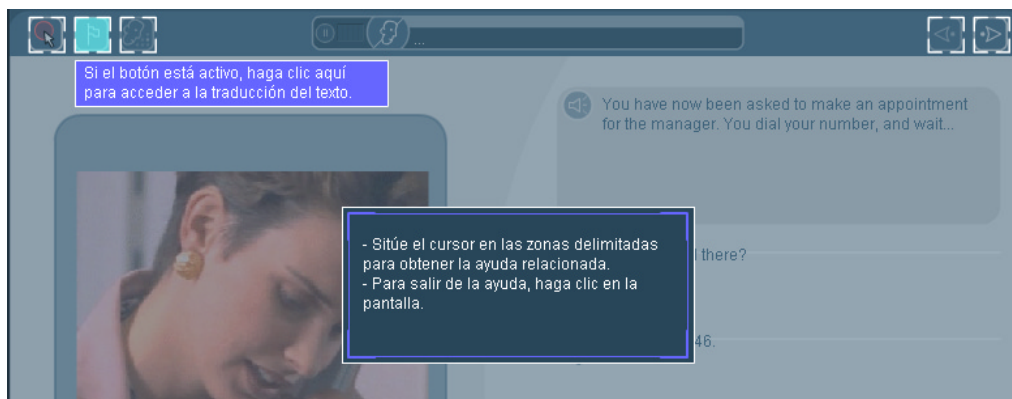 ...
Si el botón está activo, haga clic aquí
para acceder a la traducción del texto.
You have now been asked to make an appointment
for the manager. You dial your number, and wait...
- Sitúe el cursor en las zonas delimitadas
para obtener la ayuda relacionada.
- Para salir de la ayuda, haga clic en la
pantalla.
there?
46.